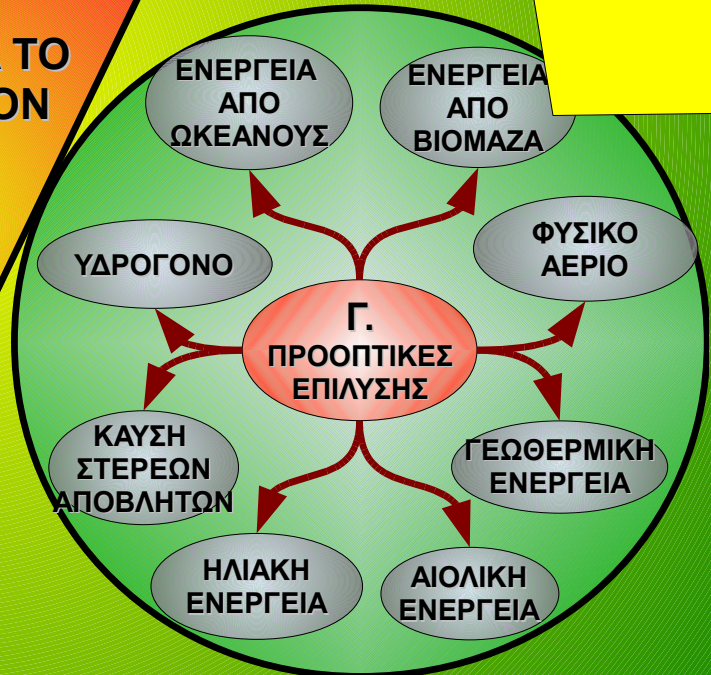 ΤΟ
ΟΝ
ΕΝΕΡΓΕΙΑ
ΑΠΟ
ΩΚΕΑΝΟΥΣ
ΕΝΕΡΓΕΙΑ
ΑΠΟ
ΒΙΟΜΑΖΑ
ΥΔΡΟΓΟΝΟ
ΦΥΣΙΚΟ
ΑΕΡΙΟ
Γ.
ΠΡΟΟΠΤΙΚΕΣ
ΕΠΙΛΥΣΗΣ
ΚΑΥΣΗ
ΣΤΕΡΕΩΝ
ΑΠΟΒΛΗΤΩΝ
ΓΕΩΘΕΡΜΙΚΗ
ΕΝΕΡΓΕΙΑ
ΗΛΙΑΚΗ
ΕΝΕΡΓΕΙΑ
ΑΙΟΛΙΚΗ
ΕΝΕΡΓΕΙΑ